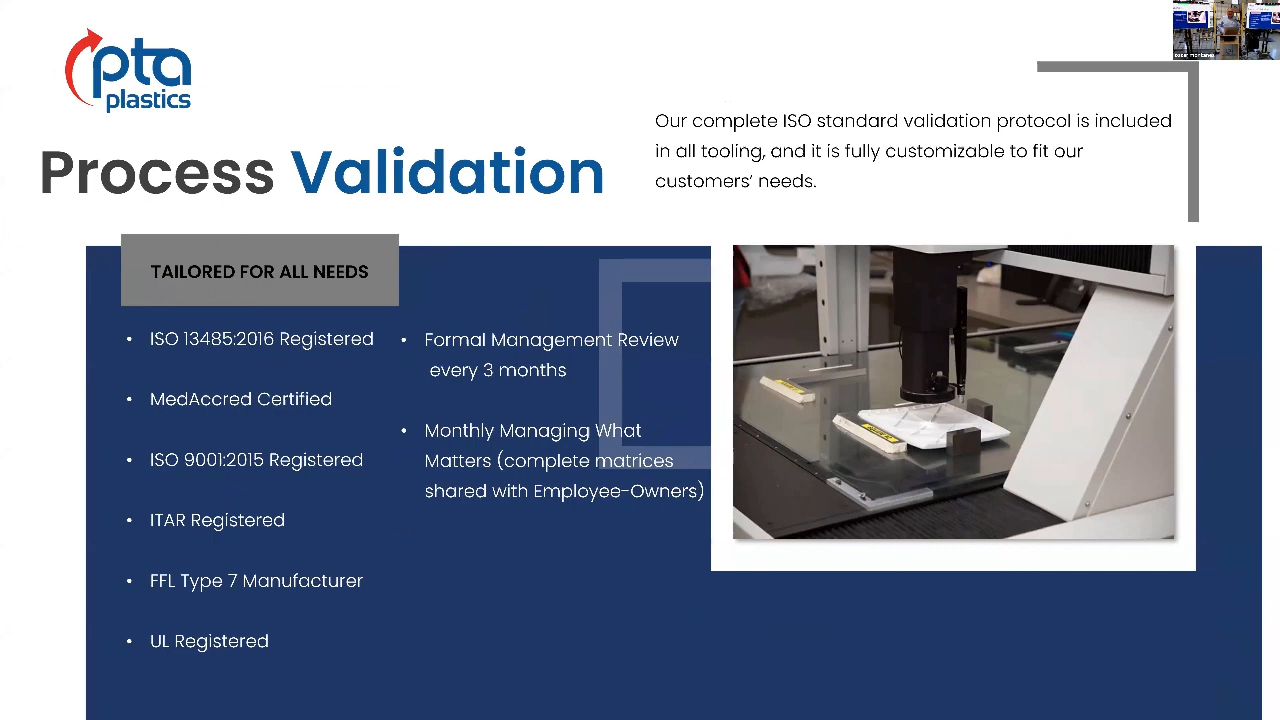 pta
plastics
Process Validation
Our complete ISO standard validation protocol is included
in all tooling, and it is fully customizable to fit our
customers’ needs.
TAILORED FOR ALL NEEDS
• ISO 13485:2016 Registered
• MedAccred Certified
• ISO 9001:2015 Registered
• ITAR Registered
• FFL Type 7 Manufacturer
• UL Registered
• Formal Management Review
every 3 months
• Monthly Managing What
Matters (complete matrices
shared with Employee-Owners)